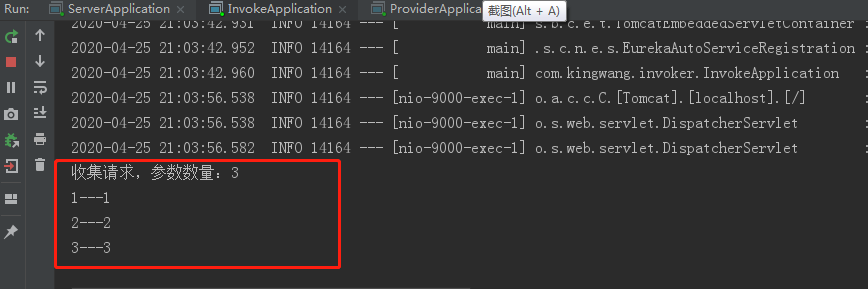 Run: ServerApplication × InvokeApplication × ProviderApplica
截图(Alt + A)
2020-04-25 21:03:42.931 INFO 14164 --- [ main] s.b.c.e.t.TomcatEmbeddedServletContainer :
2020-04-25 21:03:42.952 INFO 14164 --- [ main] .s.c.n.e.s.EurekaAutoServiceRegistration :
2020-04-25 21:03:42.960 INFO 14164 --- [ main] com.kingwang.invoker.InvokeApplication :
2020-04-25 21:03:56.538 INFO 14164 --- [nio-9000-exec-1] o.a.c.c.C.[Tomcat].[localhost].[/] :
2020-04-25 21:03:56.538 INFO 14164 --- [nio-9000-exec-1] o.s.web.servlet.DispatcherServlet :
2020-04-25 21:03:56.582 INFO 14164 --- [nio-9000-exec-1] o.s.web.servlet.DispatcherServlet :
收集请求，参数数量：3
1---1
2---2
3---3